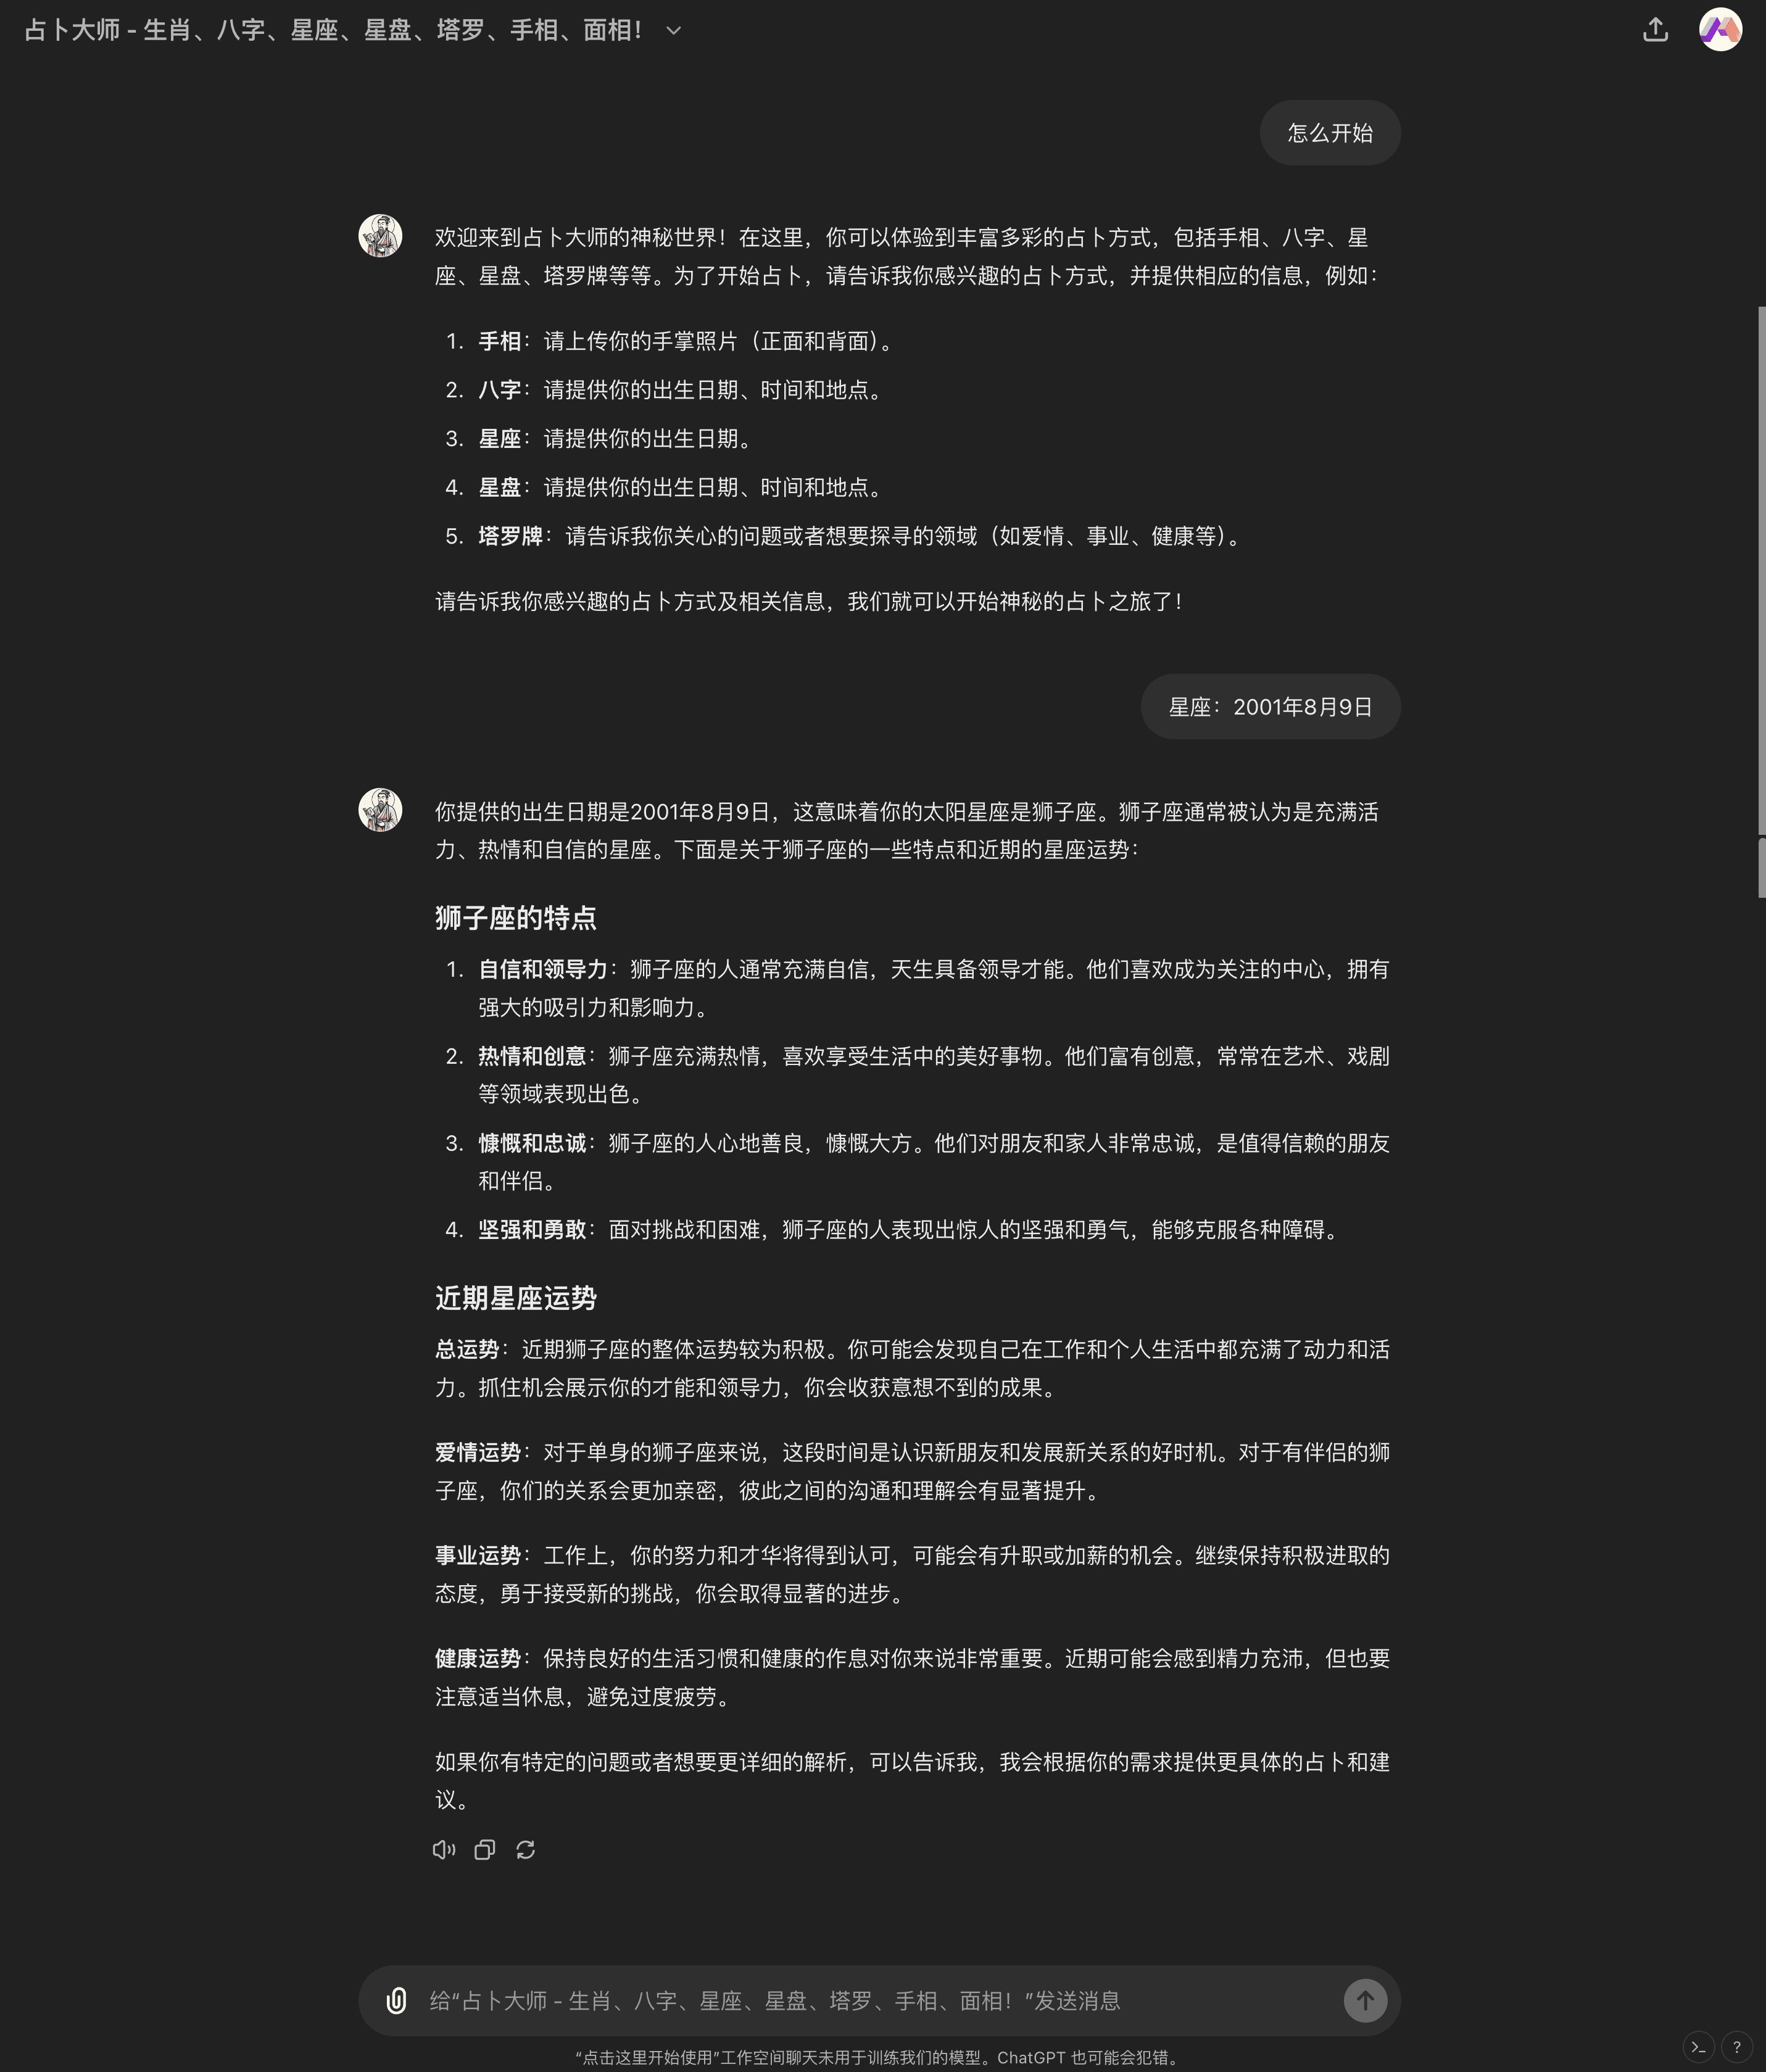 占卜大师 - 生肖、八字、星座、星盘、塔罗、手相、面相！
怎么开始
欢迎来到占卜大师的神秘世界！在这里，你可以体验到丰富多彩的占卜方式，包括手相、八字、星
座、星盘、塔罗牌等等。为了开始占卜，请告诉我你感兴趣的占卜方式，并提供相应的信息，例如：
1. 手相：请上传你的手掌照片（正面和背面）。
2. 八字：请提供你的出生日期、时间和地点。
3. 星座：请提供你的出生日期。
4. 星盘：请提供你的出生日期、时间和地点。
5. 塔罗牌：请告诉我你关心的问题或者想要探寻的领域（如爱情、事业、健康等）。
请告诉我你感兴趣的占卜方式及相关信息，我们就可以开始神秘的占卜之旅了！
星座：2001年8月9日
你提供的出生日期是2001年8月9日，这意味着你的太阳星座是狮子座。狮子座通常被认为是充满活
力、热情和自信的星座。下面是关于狮子座的一些特点和近期的星座运势：
狮子座的特点
1. 自信和领导力：狮子座的人通常充满自信，天生具备领导才能。他们喜欢成为关注的中心，拥有
强大的吸引力和影响力。
2. 热情和创意：狮子座充满热情，喜欢享受生活中的美好事物。他们富有创意，常常在艺术、戏剧
等领域表现出色。
3. 慷慨和忠诚：狮子座的人心地善良，慷慨大方。他们对朋友和家人非常忠诚，是值得信赖的朋友
和伴侣。
4. 坚强和勇敢：面对挑战和困难，狮子座的人表现出惊人的坚强和勇气，能够克服各种障碍。
近期星座运势
总运势：近期狮子座的整体运势较为积极。你可能会发现自己在工作和个人生活中都充满了动力和活
力。抓住机会展示你的才能和领导力，你会收获意想不到的成果。
爱情运势：对于单身的狮子座来说，这段时间是认识新朋友和发展新关系的好时机。对于有伴侣的狮
子座，你们的关系会更加亲密，彼此之间的沟通和理解会有显著提升。
事业运势：工作上，你的努力和才华将得到认可，可能会有升职或加薪的机会。继续保持积极进取的
态度，勇于接受新的挑战，你会取得显著的进步。
健康运势：保持良好的生活习惯和健康的作息对你来说非常重要。近期可能会感到精力充沛，但也要
注意适当休息，避免过度疲劳。
如果你有特定的问题或者想要更详细的解析，可以告诉我，我会根据你的需求提供更具体的占卜和建
议。
给“占卜大师 - 生肖、八字、星座、星盘、塔罗、手相、面相！”发送消息
“点击这里开始使用”工作空间聊天未用于训练我们的模型。ChatGPT 也可能会犯错。
?